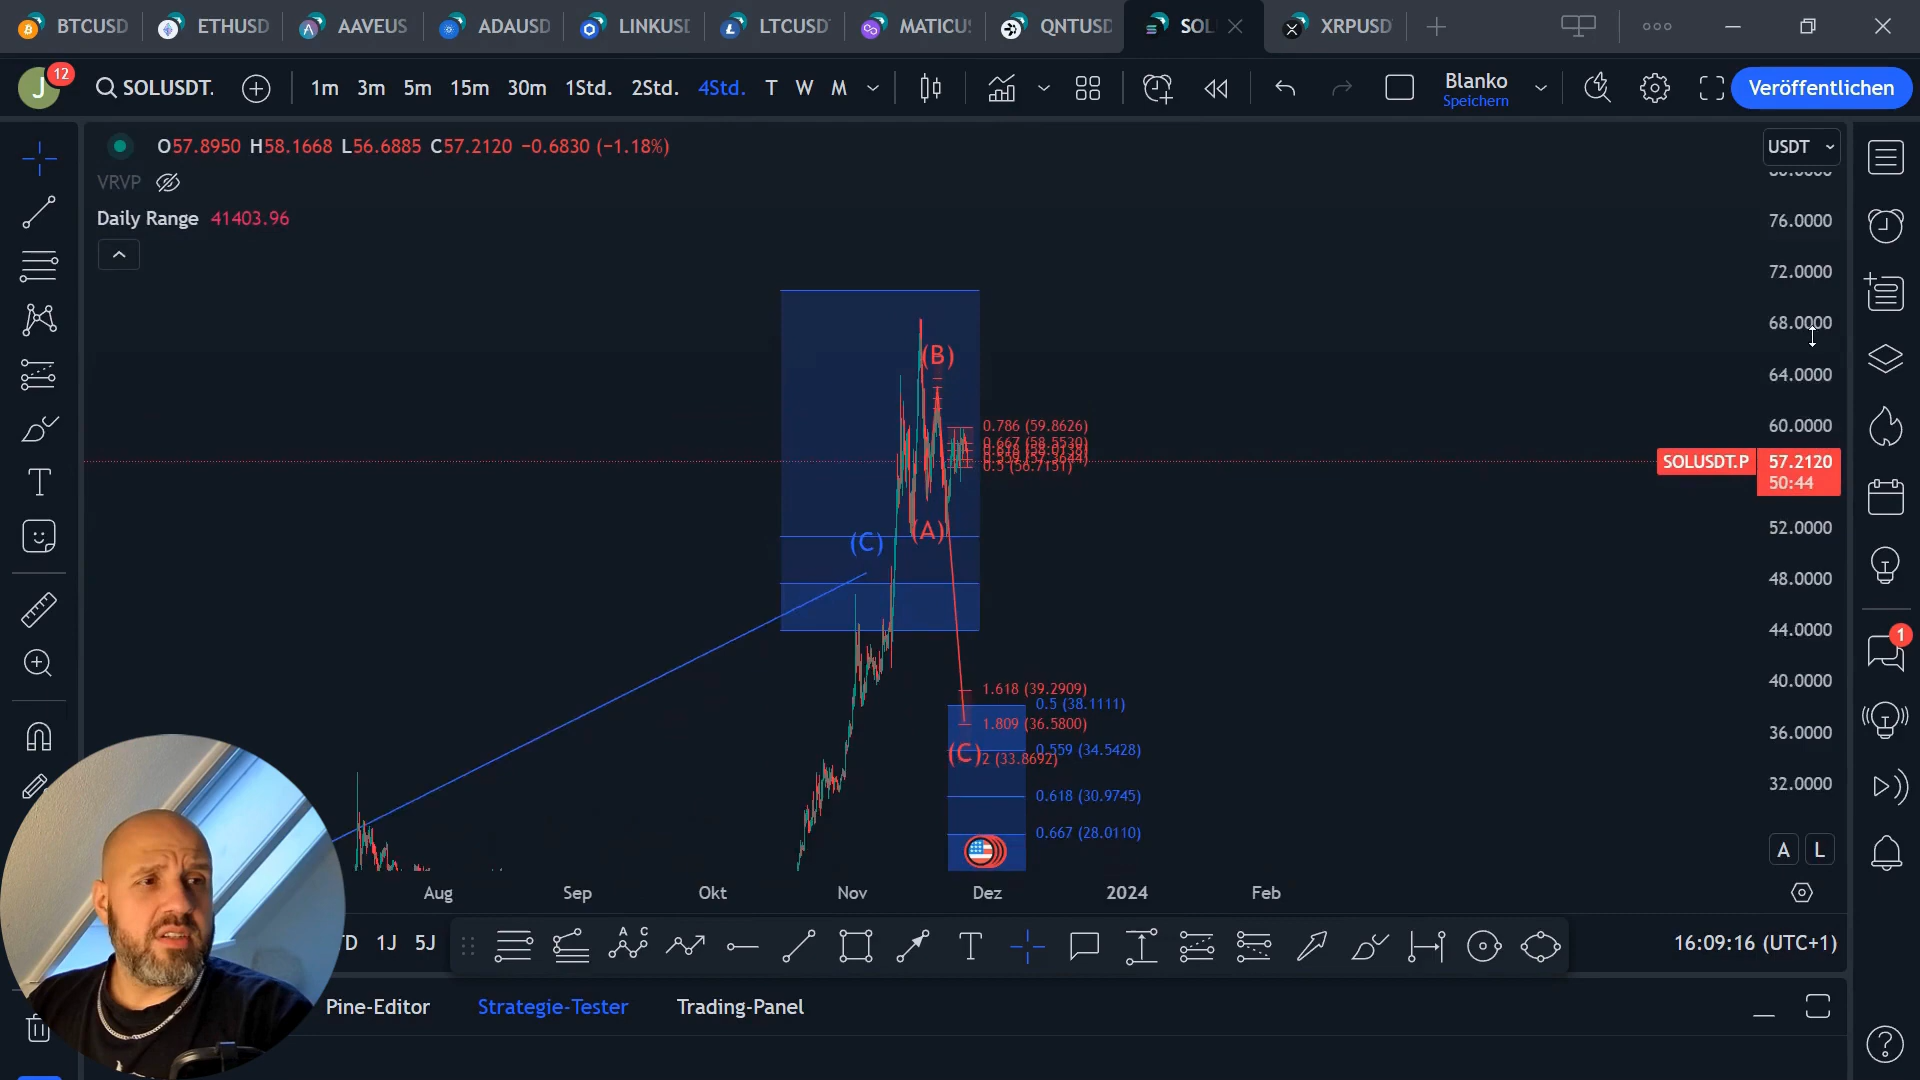 BTCUSD ETHUSD AAVEUS ADAUSD LINKUSD LTCUSDT MATICUS QNTUSD SOL XRPUSD
J 12 SOLUSDT. 1m 3m 5m 15m 30m 1Std. 2Std. 4Std. T W M Blanko Speichern Veröffentlichen
O57.8950 H58.1668 L56.6885 C57.2120 −0.6830 (−1.18%)
USDT
VRVP
Daily Range 41403.96
76.0000
72.0000
68.0000
(B)
64.0000
0.786 (59.8626)
60.0000
0.667 (58.5530)
0.5 (56.7151)
SOLUSDT.P 57.2120
50:44
(A)
52.0000
(C)
48.0000
44.0000
1.618 (39.2909)
40.0000
0.5 (38.1111)
1.809 (36.5800)
36.0000
0.559 (34.5428)
(C) 2 (33.8692)
32.0000
0.618 (30.9745)
0.667 (28.0110)
A L
Aug Sep Okt Nov Dez 2024 Feb
TD 1J 5J
A C
16:09:16 (UTC+1)
Pine-Editor Strategie-Tester Trading-Panel
1